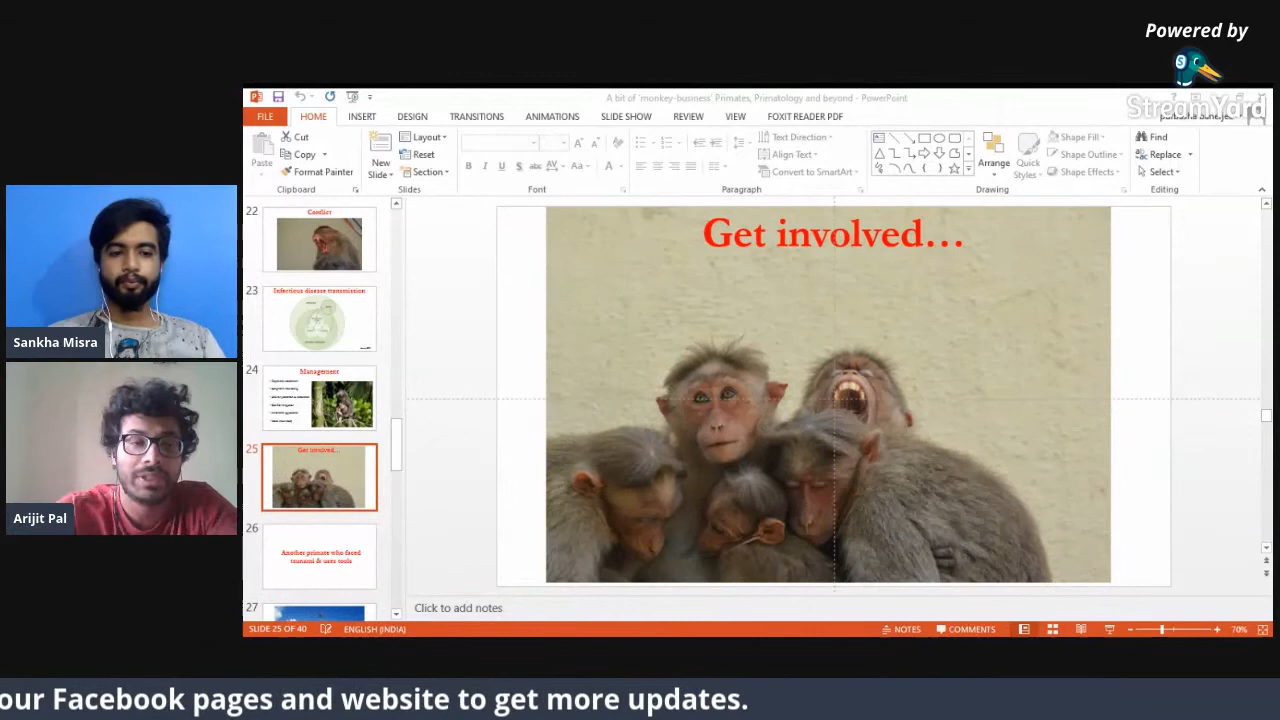 Powered by
StreamYard
A bit of 'monkey-business' Primates, Primatology and beyond - PowerPoint
FILE HOME INSERT DESIGN TRANSITIONS ANIMATIONS SLIDE SHOW REVIEW VIEW FOXIT READER PDF
Cut
Copy
Format Painter
Paste
Clipboard
New
Slide
Layout
Reset
Section
Slides
B I U S abc AV Aa A
Font
Text Direction
Align Text
Convert to SmartArt
Paragraph
Arrange
Quick
Styles
Shape Fill
Shape Outline
Shape Effects
Drawing
Find
Replace
Select
Editing
22
Conflict
23
Infectious disease transmission
24
Management
25
Get involved...
26
Another primate who faced
tsunami & uses tools
27
Get involved...
Click to add notes
SLIDE 25 OF 40 ENGLISH (INDIA) NOTES COMMENTS 70%
Sankha Misra
Arijit Pal
our Facebook pages and website to get more updates.